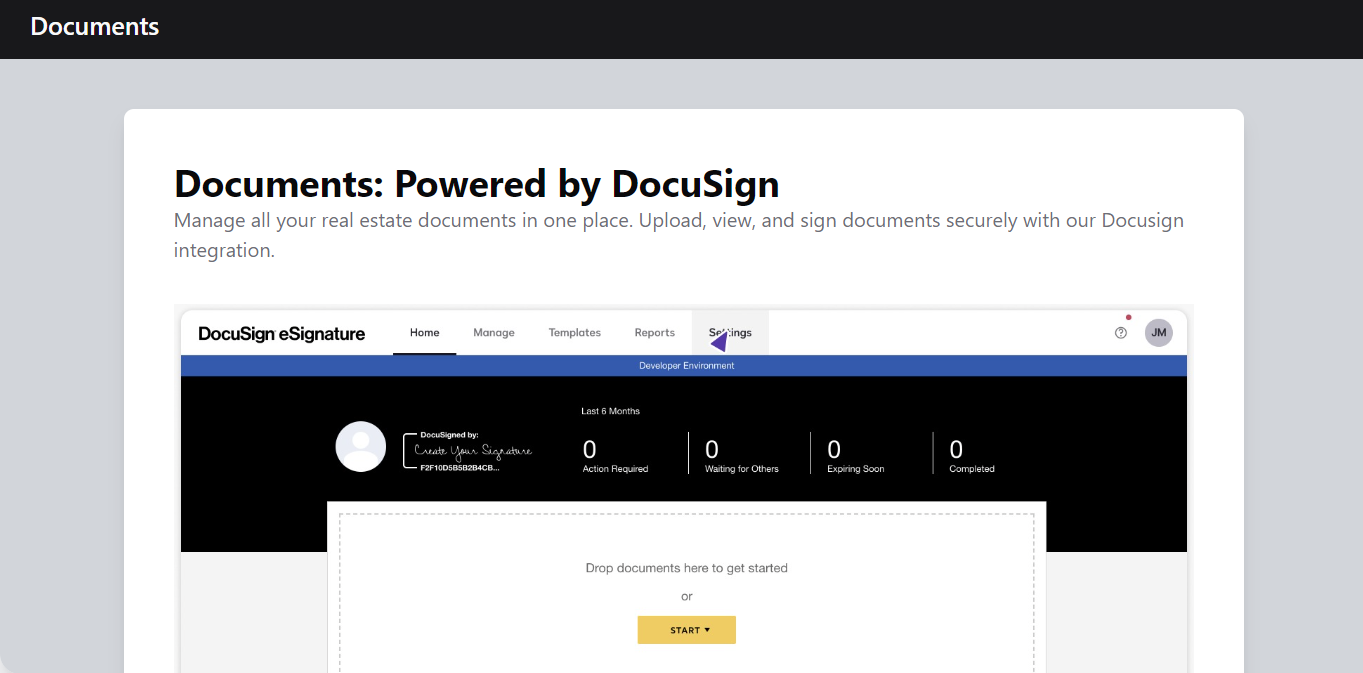 Documents
Documents: Powered by DocuSign
Manage all your real estate documents in one place. Upload, view, and sign documents securely with our Docusign
integration.
DocuSign eSignature Home Manage Templates Reports Settings JM
Developer Environment
Last 6 Months
DocuSigned by:
Create Your Signature
F2F10D5B5B2B4CB...
0 0 0 0
Action Required Waiting for Others Expiring Soon Completed
Drop documents here to get started
or
START